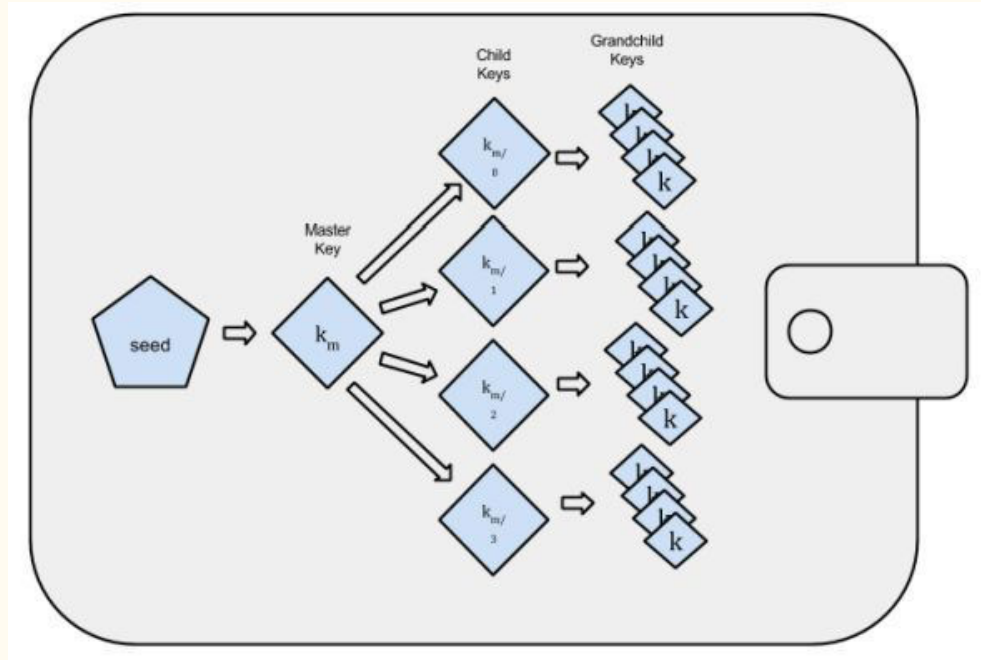 Child
Keys
Grandchild
Keys
Master
Key
seed
k m
k m/
0
k m/
1
k m/
2
k m/
3
k
k
k
k